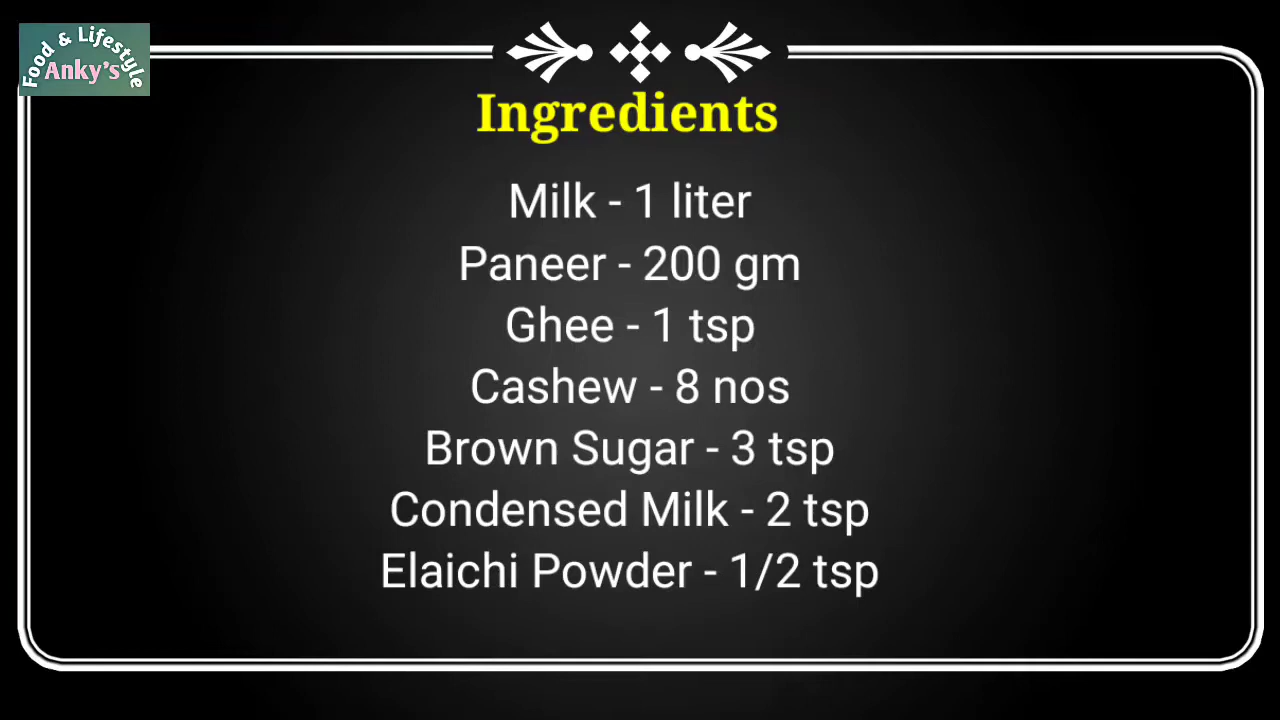 Food & Lifestyle
Anky's
Ingredients
Milk - 1 liter
Paneer - 200 gm
Ghee - 1 tsp
Cashew - 8 nos
Brown Sugar - 3 tsp
Condensed Milk - 2 tsp
Elaichi Powder - 1/2 tsp